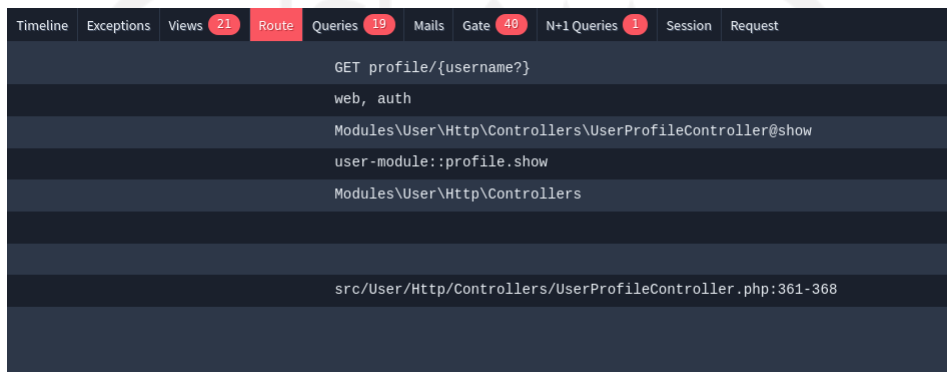 Timeline Exceptions Views 21 Route Queries 19 Mails Gate 40 N+1 Queries 1 Session Request
GET profile/{username?}
web, auth
Modules\User\Http\Controllers\UserProfileController@show
user-module::profile.show
Modules\User\Http\Controllers
src/User/Http/Controllers/UserProfileController.php:361-368